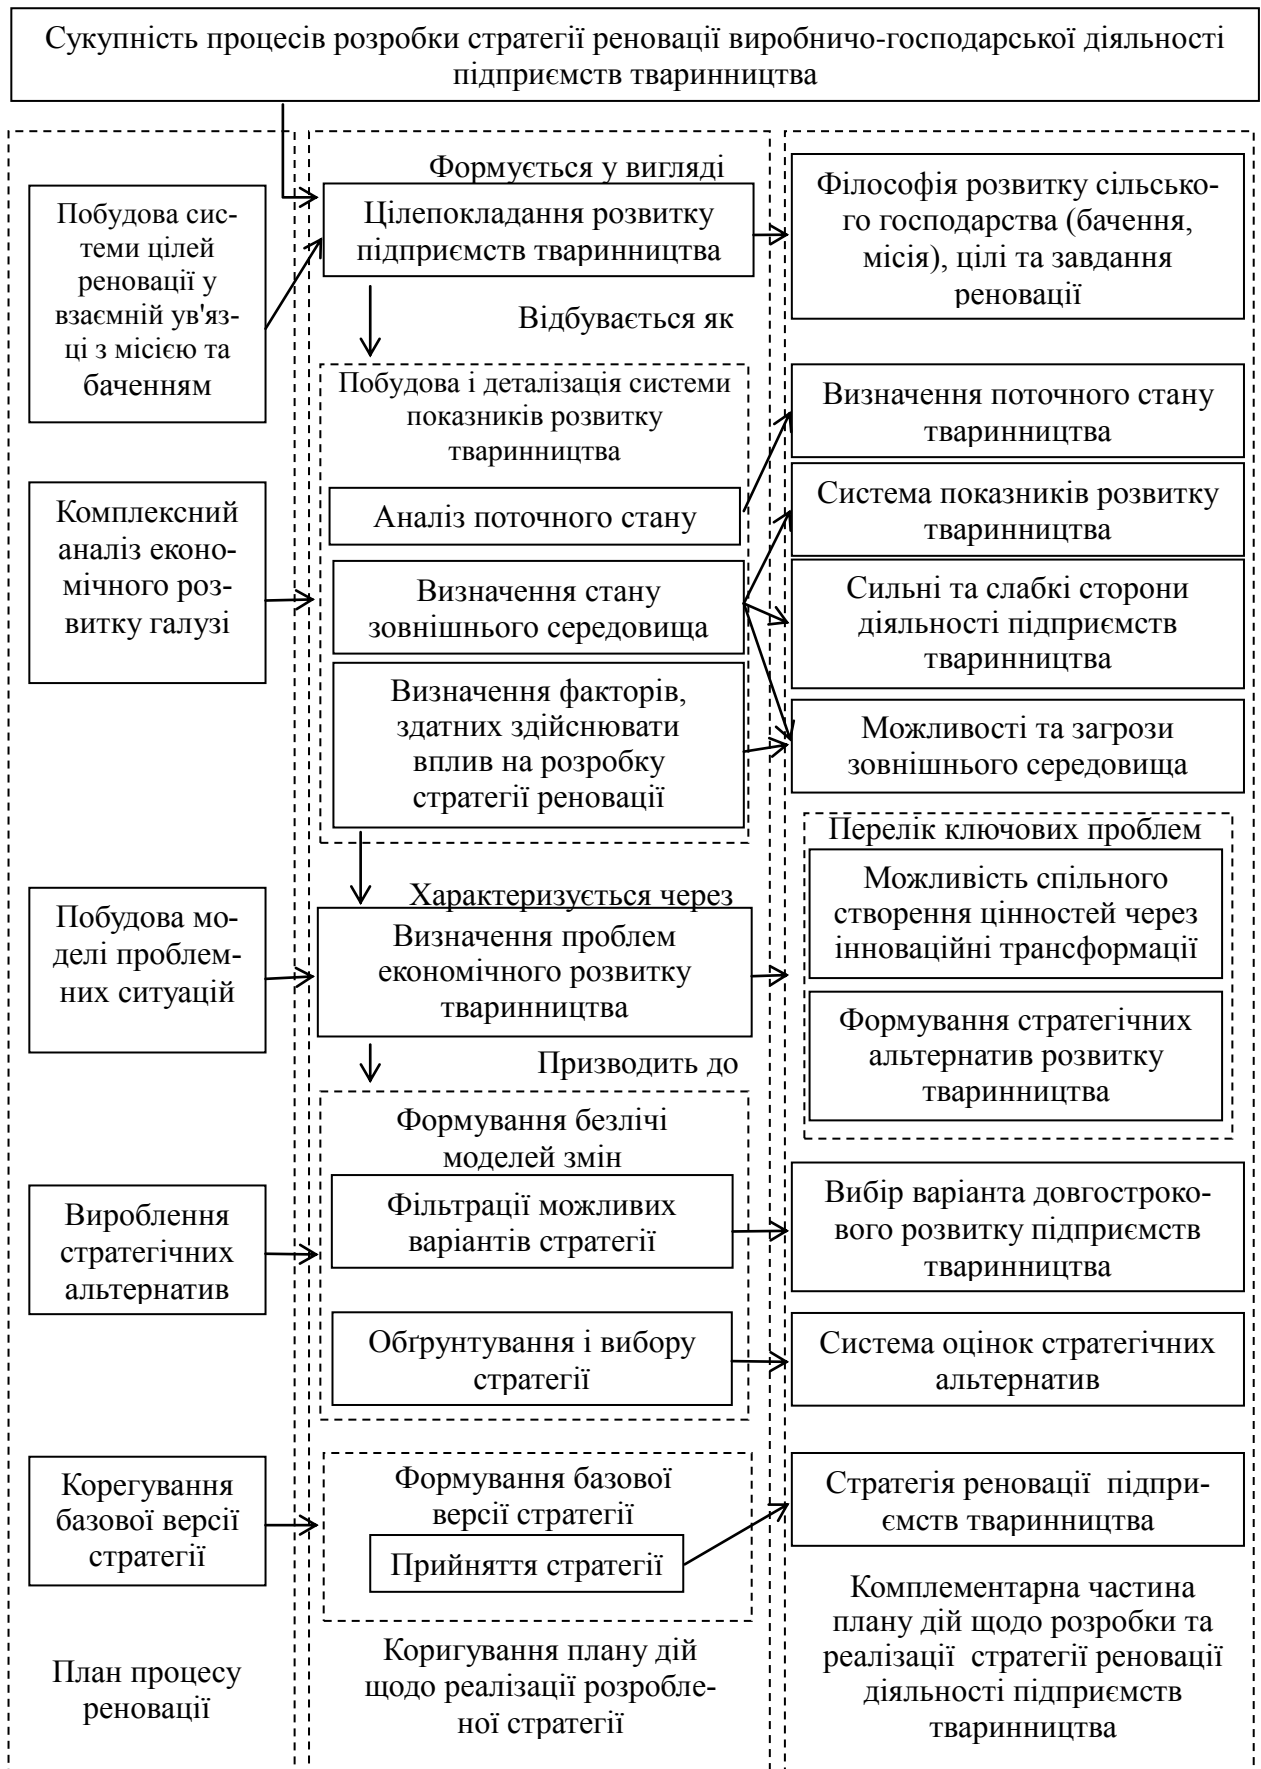 Сукупність процесів розробки стратегії реновації виробничо-господарської діяльності
підприємств тваринництва
Побудова сис-
теми цілей
реновації у
взаємній ув'яз-
ці з місією та
баченням
Комплексний
аналіз еконо-
мічного роз-
витку галузі
Побудова мо-
делі проблем-
них ситуацій
Вироблення
стратегічних
альтернатив
Корегування
базової версії
стратегії
План процесу
реновації
Формується у вигляді
Цілепокладання розвитку
підприємств тваринництва
Відбувається як
Побудова і деталізація системи
показників розвитку
тваринництва
Аналіз поточного стану
Визначення стану
зовнішнього середовища
Визначення факторів,
здатних здійснювати
вплив на розробку
стратегії реновації
Характеризується через
Визначення проблем
економічного розвитку
тваринництва
Призводить до
Формування безлічі
моделей змін
Фільтрації можливих
варіантів стратегії
Обґрунтування і вибору
стратегії
Формування базової
версії стратегії
Прийняття стратегії
Коригування плану дій
щодо реалізації розробле-
ної стратегії
Філософія розвитку сільсько-
го господарства (бачення,
місія), цілі та завдання
реновації
Визначення поточного стану
тваринництва
Система показників розвитку
тваринництва
Сильні та слабкі сторони
діяльності підприємств
тваринництва
Можливості та загрози
зовнішнього середовища
Перелік ключових проблем
Можливість спільного
створення цінностей через
інноваційні трансформації
Формування стратегічних
альтернатив розвитку
тваринництва
Вибір варіанта довгостроко-
вого розвитку підприємств
тваринництва
Система оцінок стратегічних
альтернатив
Стратегія реновації  підпри-
ємств тваринництва
Комплементарна частина
плану дій щодо розробки та
реалізації  стратегії реновації
діяльності підприємств
тваринництва